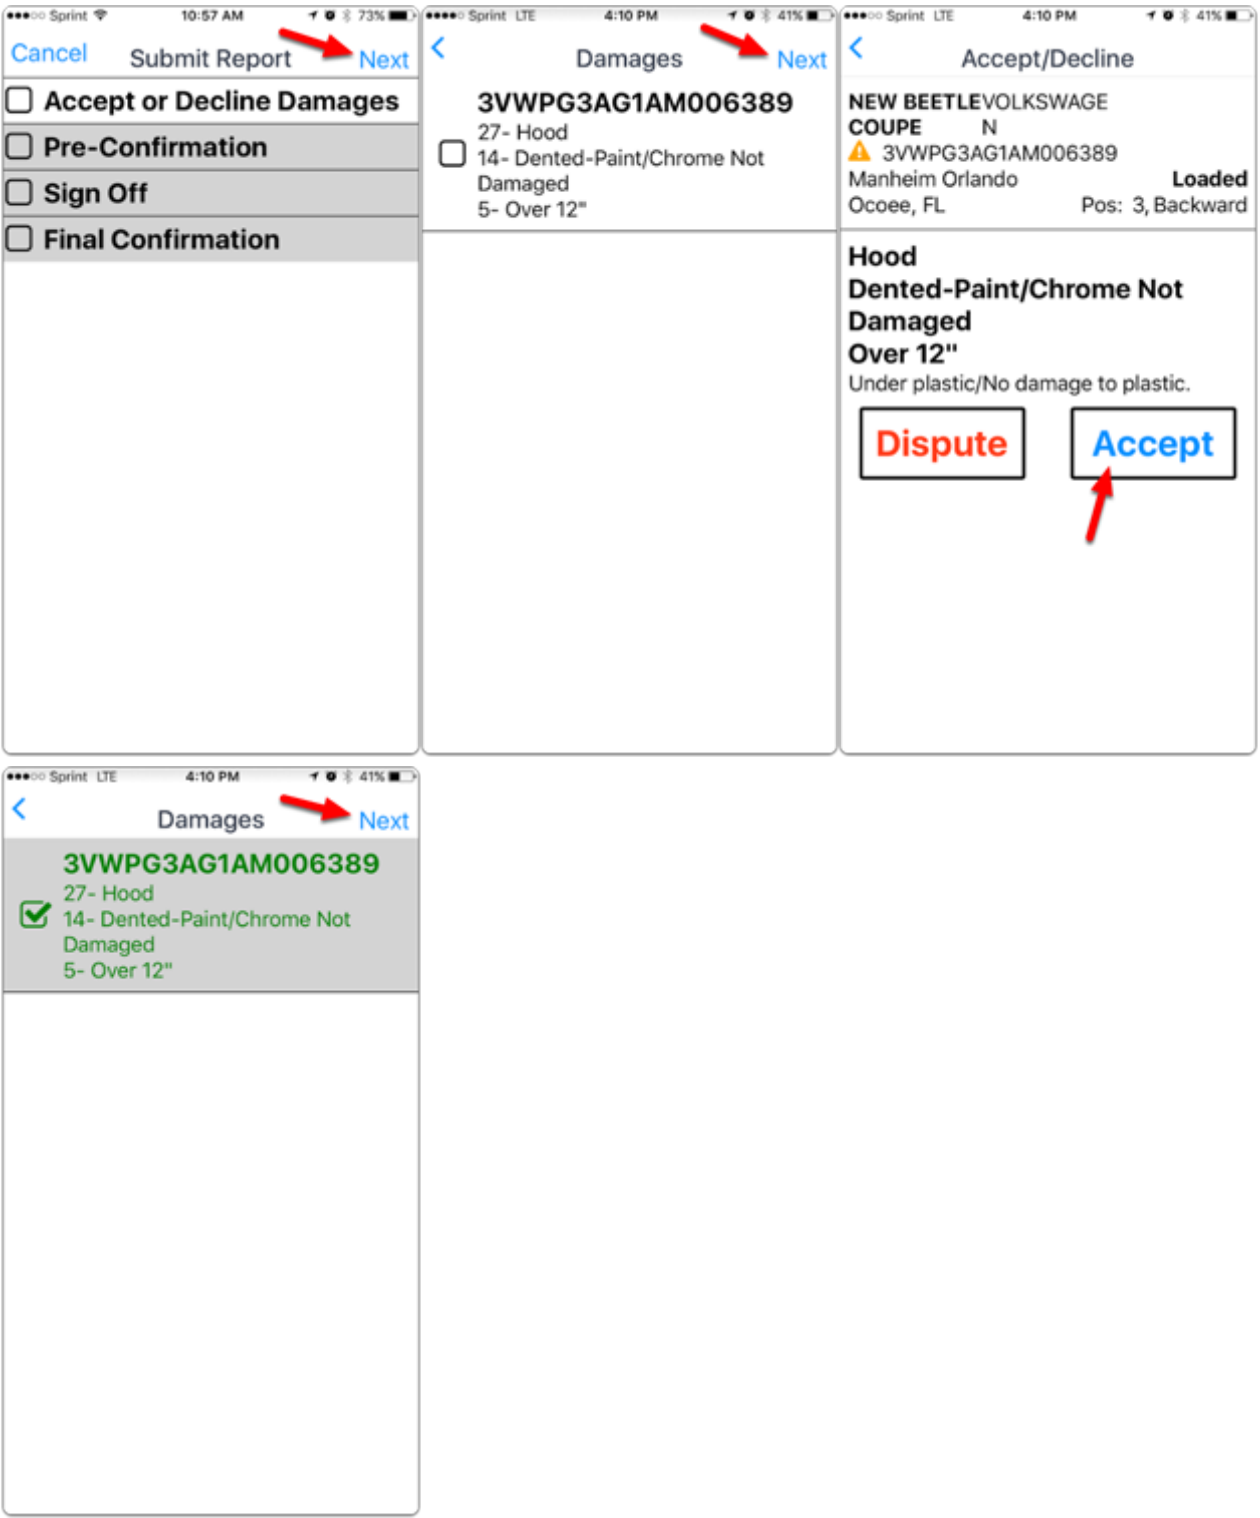 Sprint 10:57 AM 73%
Cancel Submit Report Next
Accept or Decline Damages
Pre-Confirmation
Sign Off
Final Confirmation
Sprint LTE 4:10 PM 41%
Damages Next
3VWPG3AG1AM006389
27- Hood
14- Dented-Paint/Chrome Not
Damaged
5- Over 12"
Sprint LTE 4:10 PM 41%
Accept/Decline
NEW BEETLE VOLKSWAGE
COUPE N
3VWPG3AG1AM006389
Manheim Orlando Loaded
Ocoee, FL Pos: 3, Backward
Hood
Dented-Paint/Chrome Not
Damaged
Over 12"
Under plastic/No damage to plastic.
Dispute Accept
Sprint LTE 4:10 PM 41%
Damages Next
3VWPG3AG1AM006389
27- Hood
14- Dented-Paint/Chrome Not
Damaged
5- Over 12"